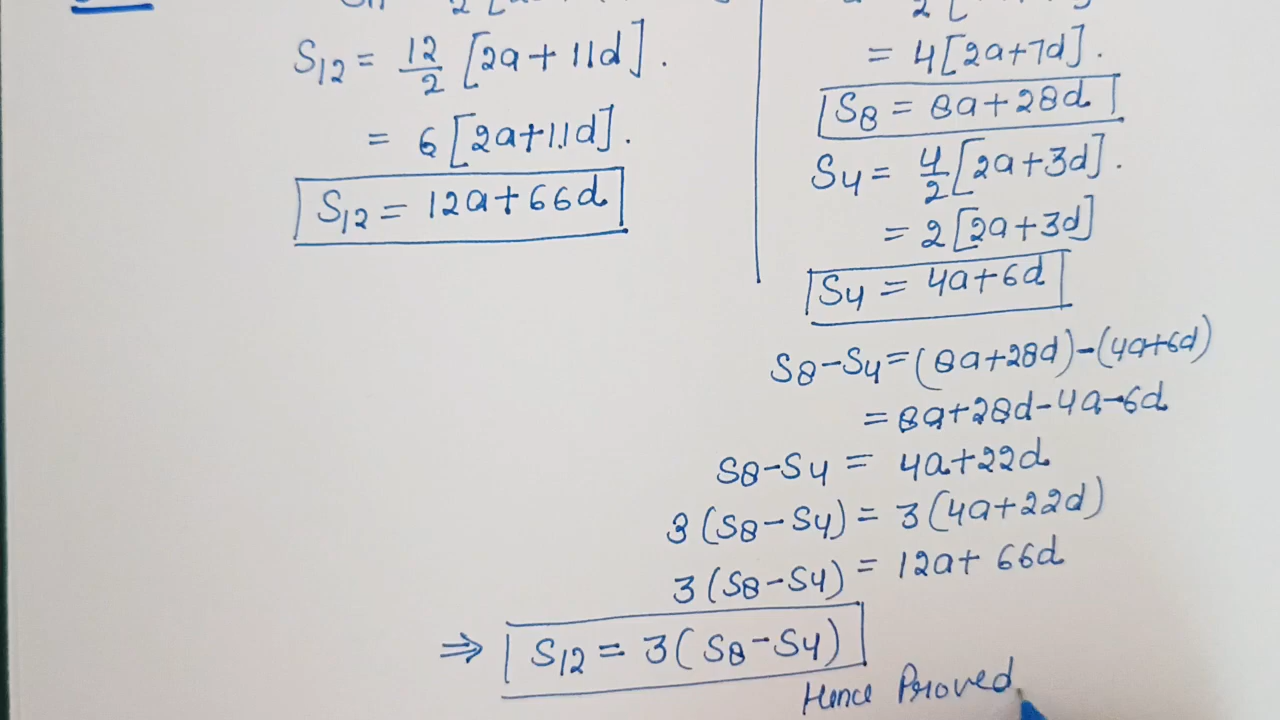 S12 = 12/2 [2a + 11d].
= 6 [2a+11d].
S12 = 12a+66d
= 4[2a+7d].
S8 = 8a+28d
S4 = 4/2 [2a+3d].
= 2[2a+3d]
S4 = 4a+6d
S8-S4=(8a+28d)-(4a+6d)
=8a+28d-4a-6d
S8-S4 = 4a+22d
3(S8-S4) = 3(4a+22d)
3(S8-S4) = 12a+ 66d
⇒ S12 = 3(S8-S4)
Hence Proved